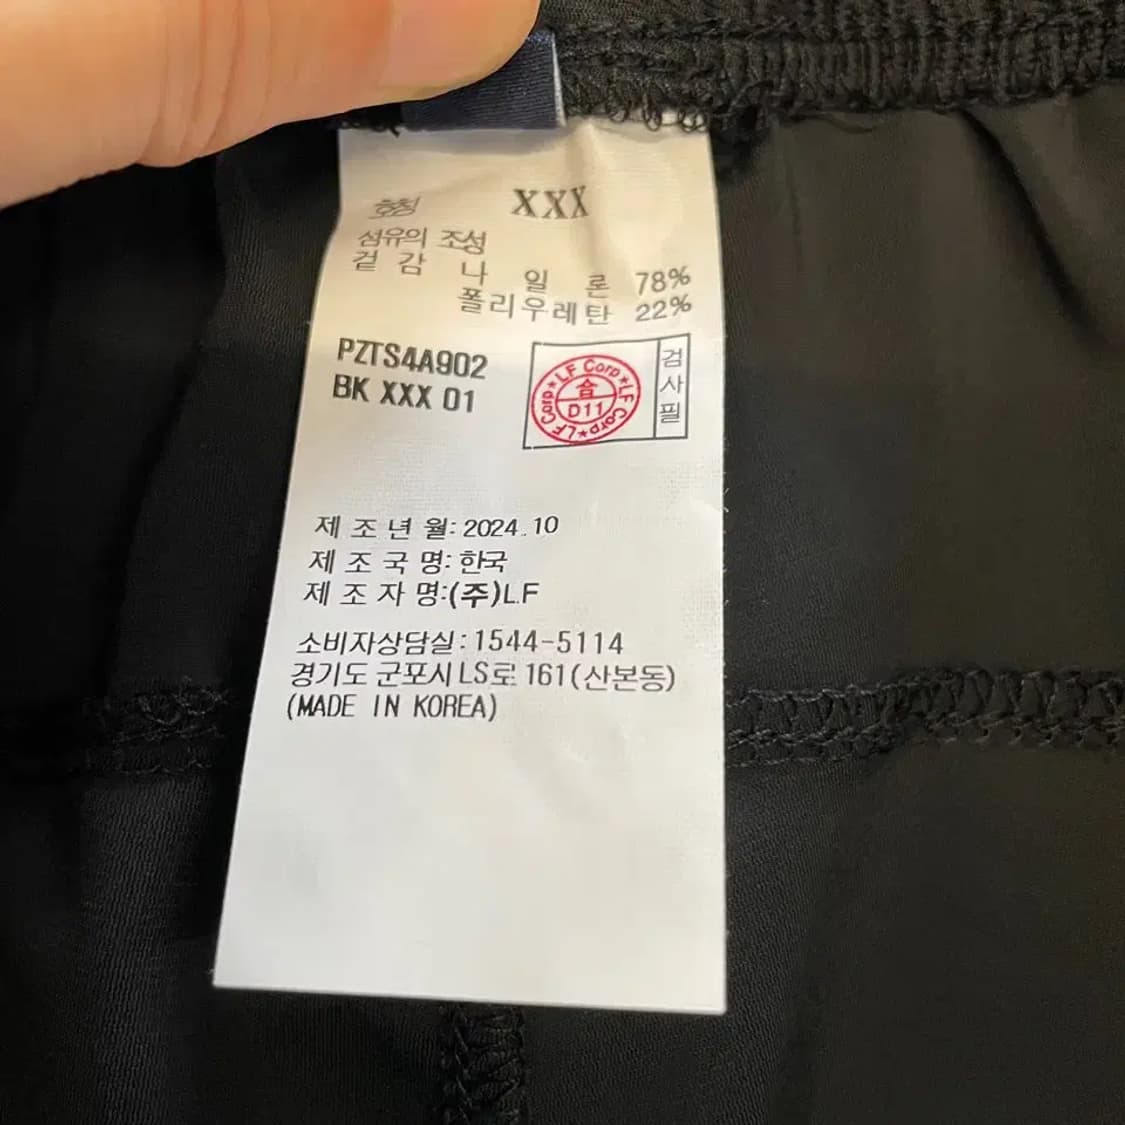 호칭 XXX
섬유의 조성
겉 감 나 일 론 78%
폴리우레탄 22%
PZTS4A902
BK XXX 01
LF Corp★LF Corp★LF Corp★
合
D11
검사필
제 조 년 월: 2024.10
제 조 국 명: 한국
제 조 자 명:(주)LF
소비자상담실:1544-5114
경기도 군포시 LS로 161(산본동)
(MADE IN KOREA)